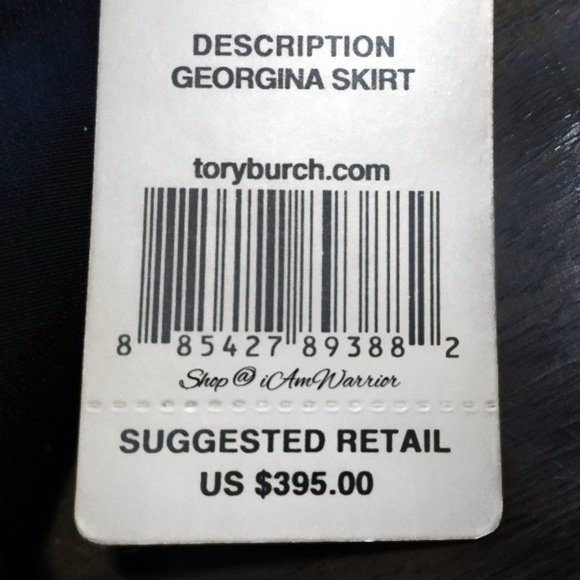 DESCRIPTION
GEORGINA SKIRT
toryburch.com
8 85427 89388 2
Shop @ iAmWarrior
SUGGESTED RETAIL
US $395.00